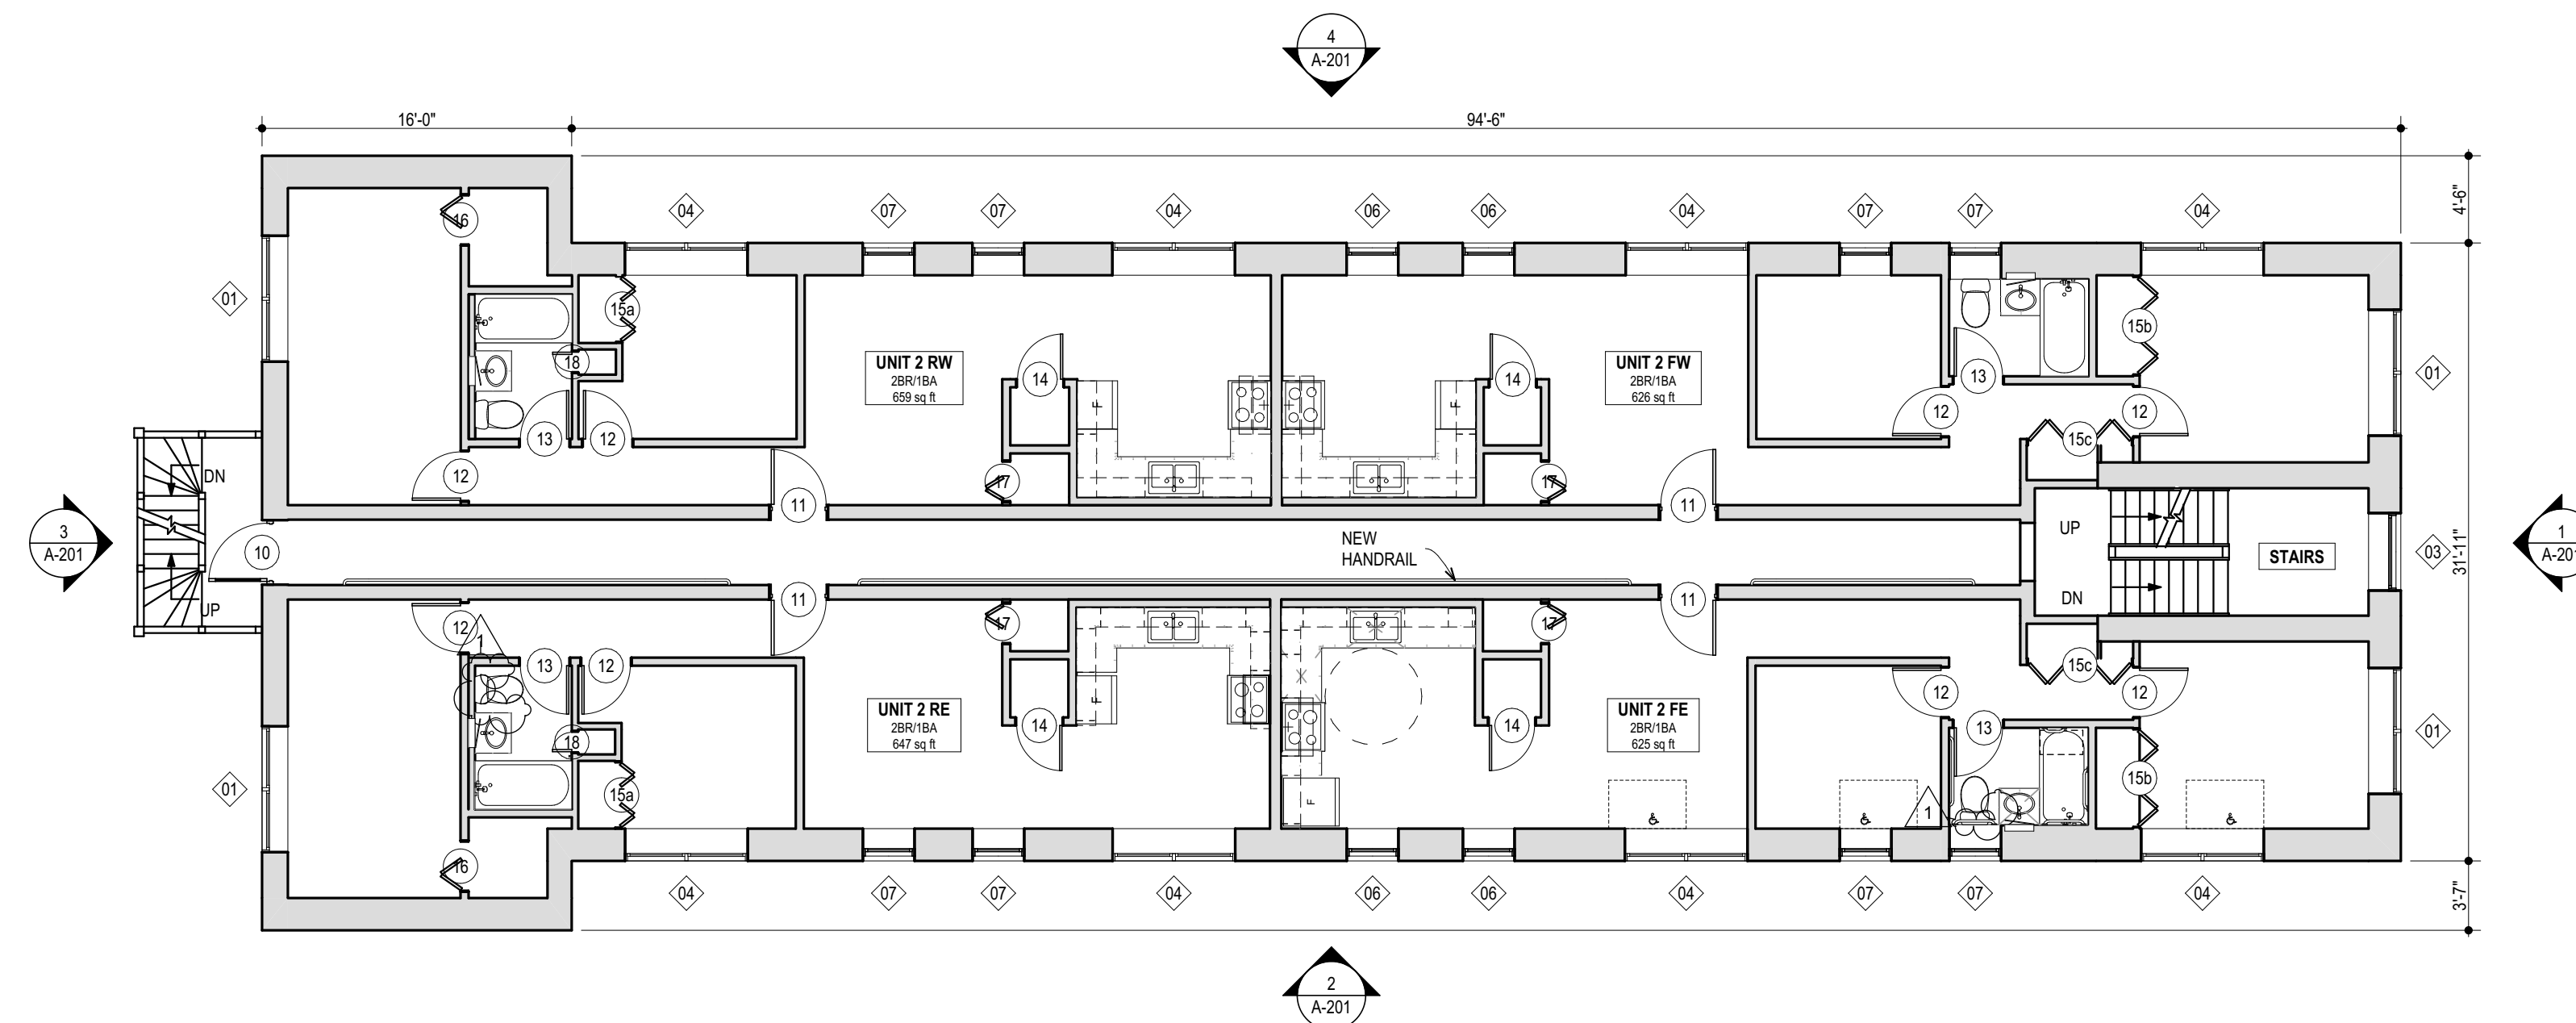 4
A-201
16'-0"
94'-6"
4'-6"
04
07
07
04
06
06
04
07
07
04
16
01
15a
18
UNIT 2 RW
2BR/1BA
659 sq ft
14
F
F
14
UNIT 2 FW
2BR/1BA
626 sq ft
15b
13
01
12
12
13
12
15c
12
17
17
DN
11
11
3
A-201
10
NEW
HANDRAIL
UP
STAIRS
03
31'-11"
1
A-201
UP
DN
11
11
12
1
17
17
13
12
15c
12
12
F
14
14
UNIT 2 RE
2BR/1BA
647 sq ft
UNIT 2 FE
2BR/1BA
625 sq ft
13
01
18
01
15a
F
15b
1
16
04
07
07
04
06
06
04
07
07
04
3'-7"
2
A-201